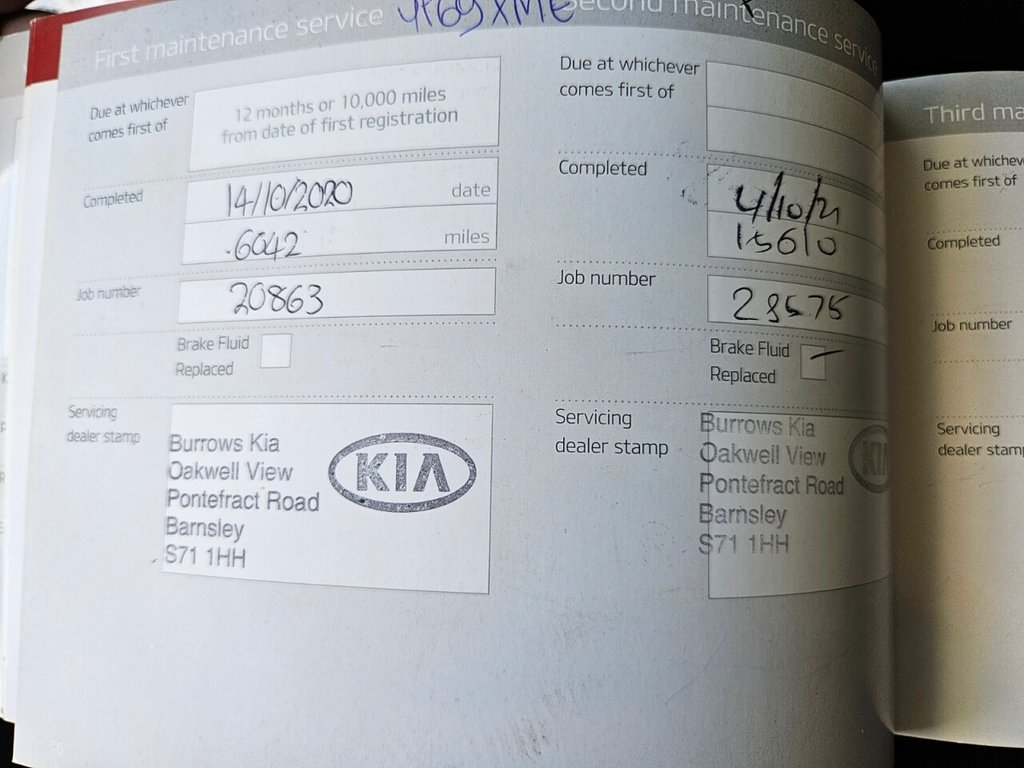 First maintenance service
Due at whichever
comes first of
12 months or 10,000 miles
from date of first registration
Completed
14/10/2020 date
6042 miles
Job number
20863
Brake Fluid
Replaced
Servicing
dealer stamp
Burrows Kia
Oakwell View
Pontefract Road
Barnsley
S71 1HH
KIA
Second maintenance service
Due at whichever
comes first of
Completed
4/10/21
15610
Job number
28575
Brake Fluid
Replaced
Servicing
dealer stamp
Burrows Kia
Oakwell View
Pontefract Road
Barnsley
S71 1HH
KI
Third ma
Due at whichev
comes first of
Completed
Job number
Servicing
dealer stam